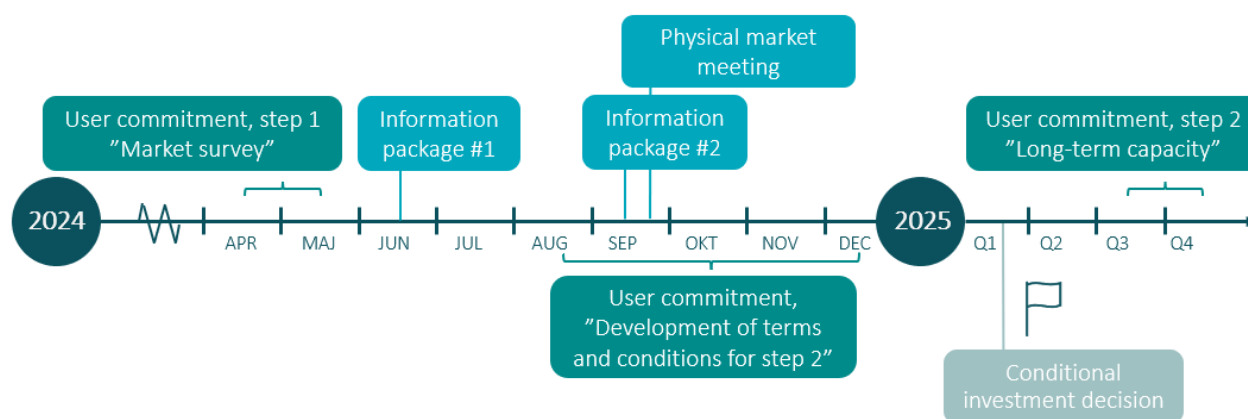 Physical market
meeting
User commitment, step 1
”Market survey”
Information
package #1
Information
package #2
User commitment, step 2
”Long-term capacity”
2024
2025
APR
MAJ
JUN
JUL
AUG
SEP
OKT
NOV
DEC
Q1
Q2
Q3
Q4
User commitment,
”Development of terms
and conditions for step 2”
Conditional
investment decision